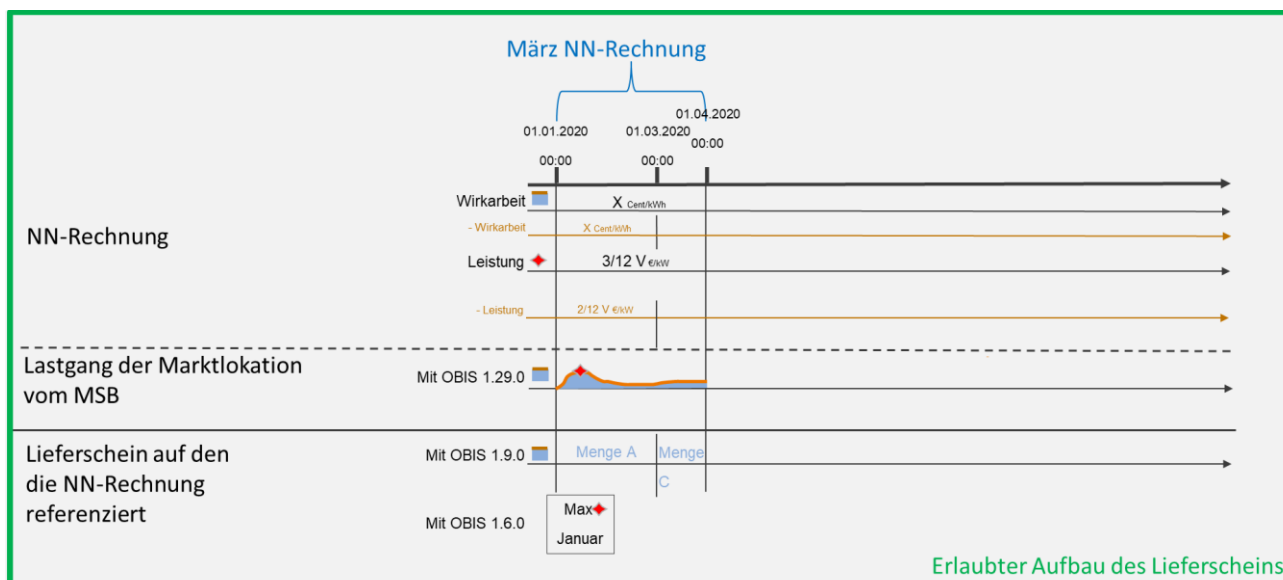 März NN-Rechnung
01.04.2020
01.01.2020 01.03.2020
00:00
00:00 00:00
Wirkarbeit X Cent/kWh
- Wirkarbeit X Cent/kWh
NN-Rechnung
Leistung 3/12 V €/kW
- Leistung 2/12 V €/kW
Lastgang der Marktlokation
vom MSB
Mit OBIS 1.29.0
Lieferschein auf den
die NN-Rechnung
referenziert
Mit OBIS 1.9.0 Menge A Menge
C
Mit OBIS 1.6.0
Max
Januar
Erlaubter Aufbau des Lieferscheins